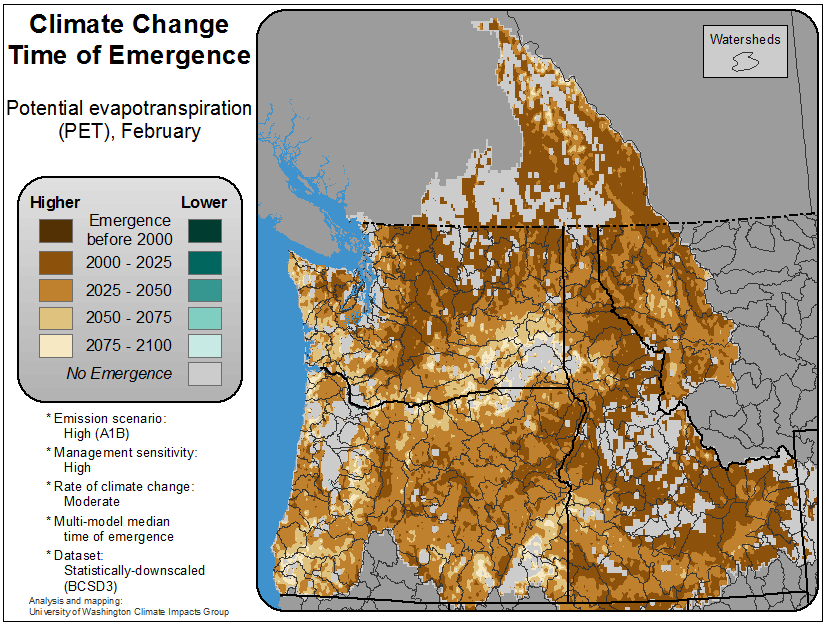 Climate Change
Time of Emergence
Potential evapotranspiration
(PET), February
Higher Lower
Emergence
before 2000
2000 - 2025
2025 - 2050
2050 - 2075
2075 - 2100
No Emergence
* Emission scenario:
High (A1B)
* Management sensitivity:
High
* Rate of climate change:
Moderate
* Multi-model median
time of emergence
* Dataset:
Statistically-downscaled
(BCSD3)
Analysis and mapping:
University of Washington Climate Impacts Group
Watersheds